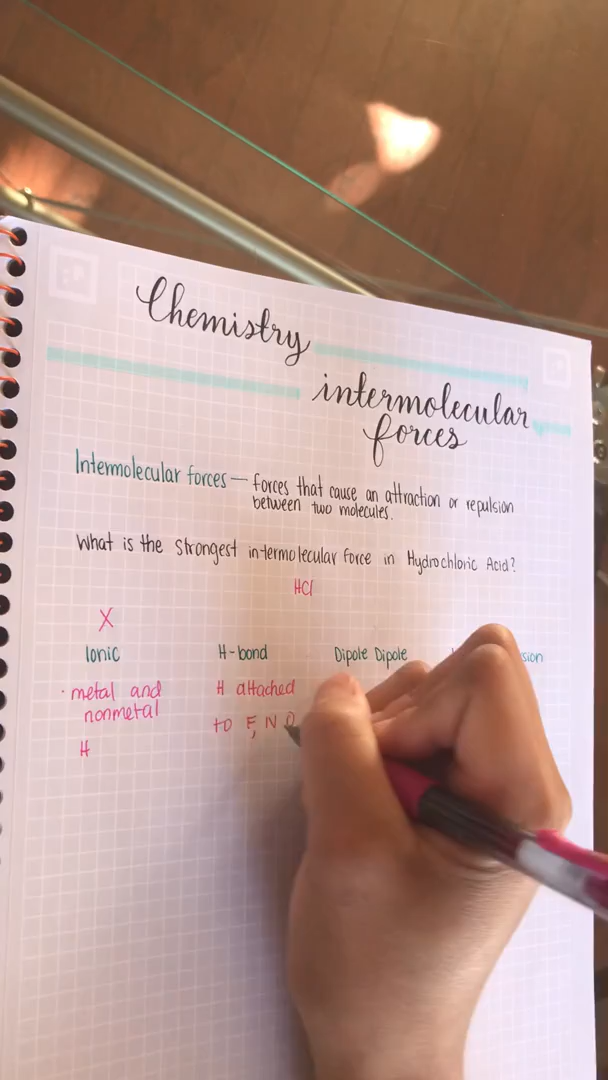 Chemistry
intermolecular
forces
Intermolecular forces — forces that cause an attraction or repulsion
between two molecules.
What is the strongest intermolecular force in Hydrochloric Acid?
HCl
X
Ionic H-bond Dipole Dipole
· metal and H attached
nonmetal to F, N O
H